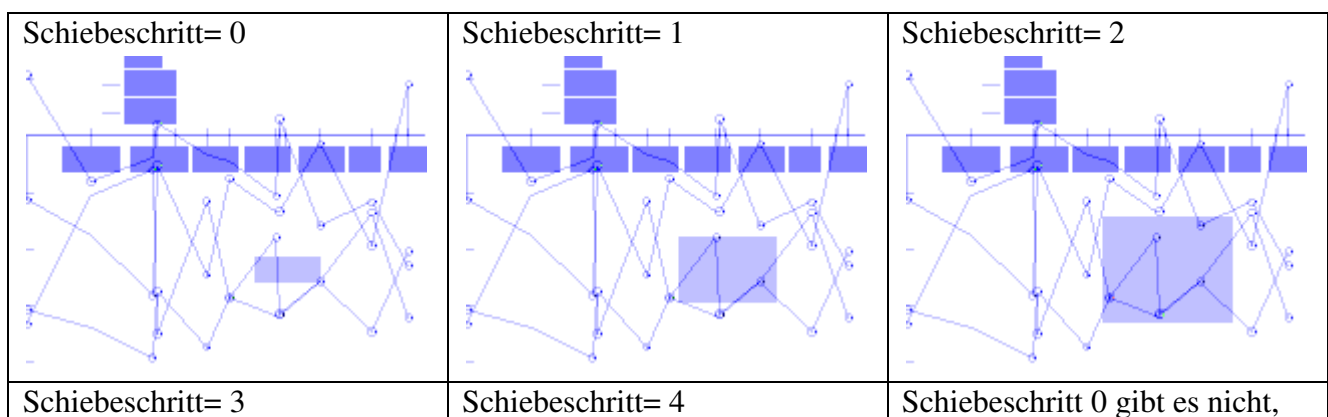 Schiebeschritt= 0
Schiebeschritt= 1
Schiebeschritt= 2
Schiebeschritt= 3
Schiebeschritt= 4
Schiebeschritt 0 gibt es nicht,